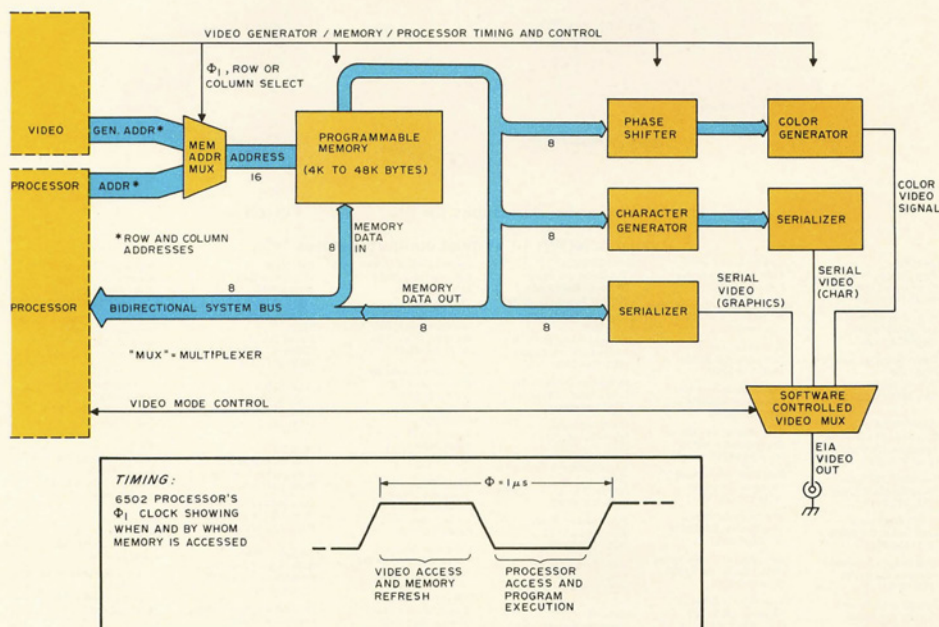 VIDEO GENERATOR / MEMORY / PROCESSOR TIMING AND CONTROL
Φ₁, ROW OR
COLUMN SELECT
VIDEO
GEN. ADDR*
MEM
ADDR
MUX
ADDRESS
16
PROGRAMMABLE
MEMORY
(4K TO 48K BYTES)
8
PHASE
SHIFTER
COLOR
GENERATOR
PROCESSOR
ADDR*
COLOR
VIDEO
SIGNAL
*ROW AND COLUMN
ADDRESSES
8
MEMORY
DATA
IN
8
CHARACTER
GENERATOR
SERIALIZER
PROCESSOR
8
BIDIRECTIONAL SYSTEM BUS
MEMORY
DATA OUT
8
8
SERIALIZER
SERIAL
VIDEO
(GRAPHICS)
SERIAL
VIDEO
(CHAR)
"MUX"=MULTIPLEXER
VIDEO MODE CONTROL
SOFTWARE
CONTROLLED
VIDEO MUX
EIA
VIDEO
OUT
TIMING:
6502 PROCESSOR'S
Φ₁ CLOCK SHOWING
WHEN AND BY WHOM
MEMORY IS ACCESSED
Φ=1µs
VIDEO ACCESS
AND MEMORY
REFRESH
PROCESSOR
ACCESS AND
PROGRAM
EXECUTION